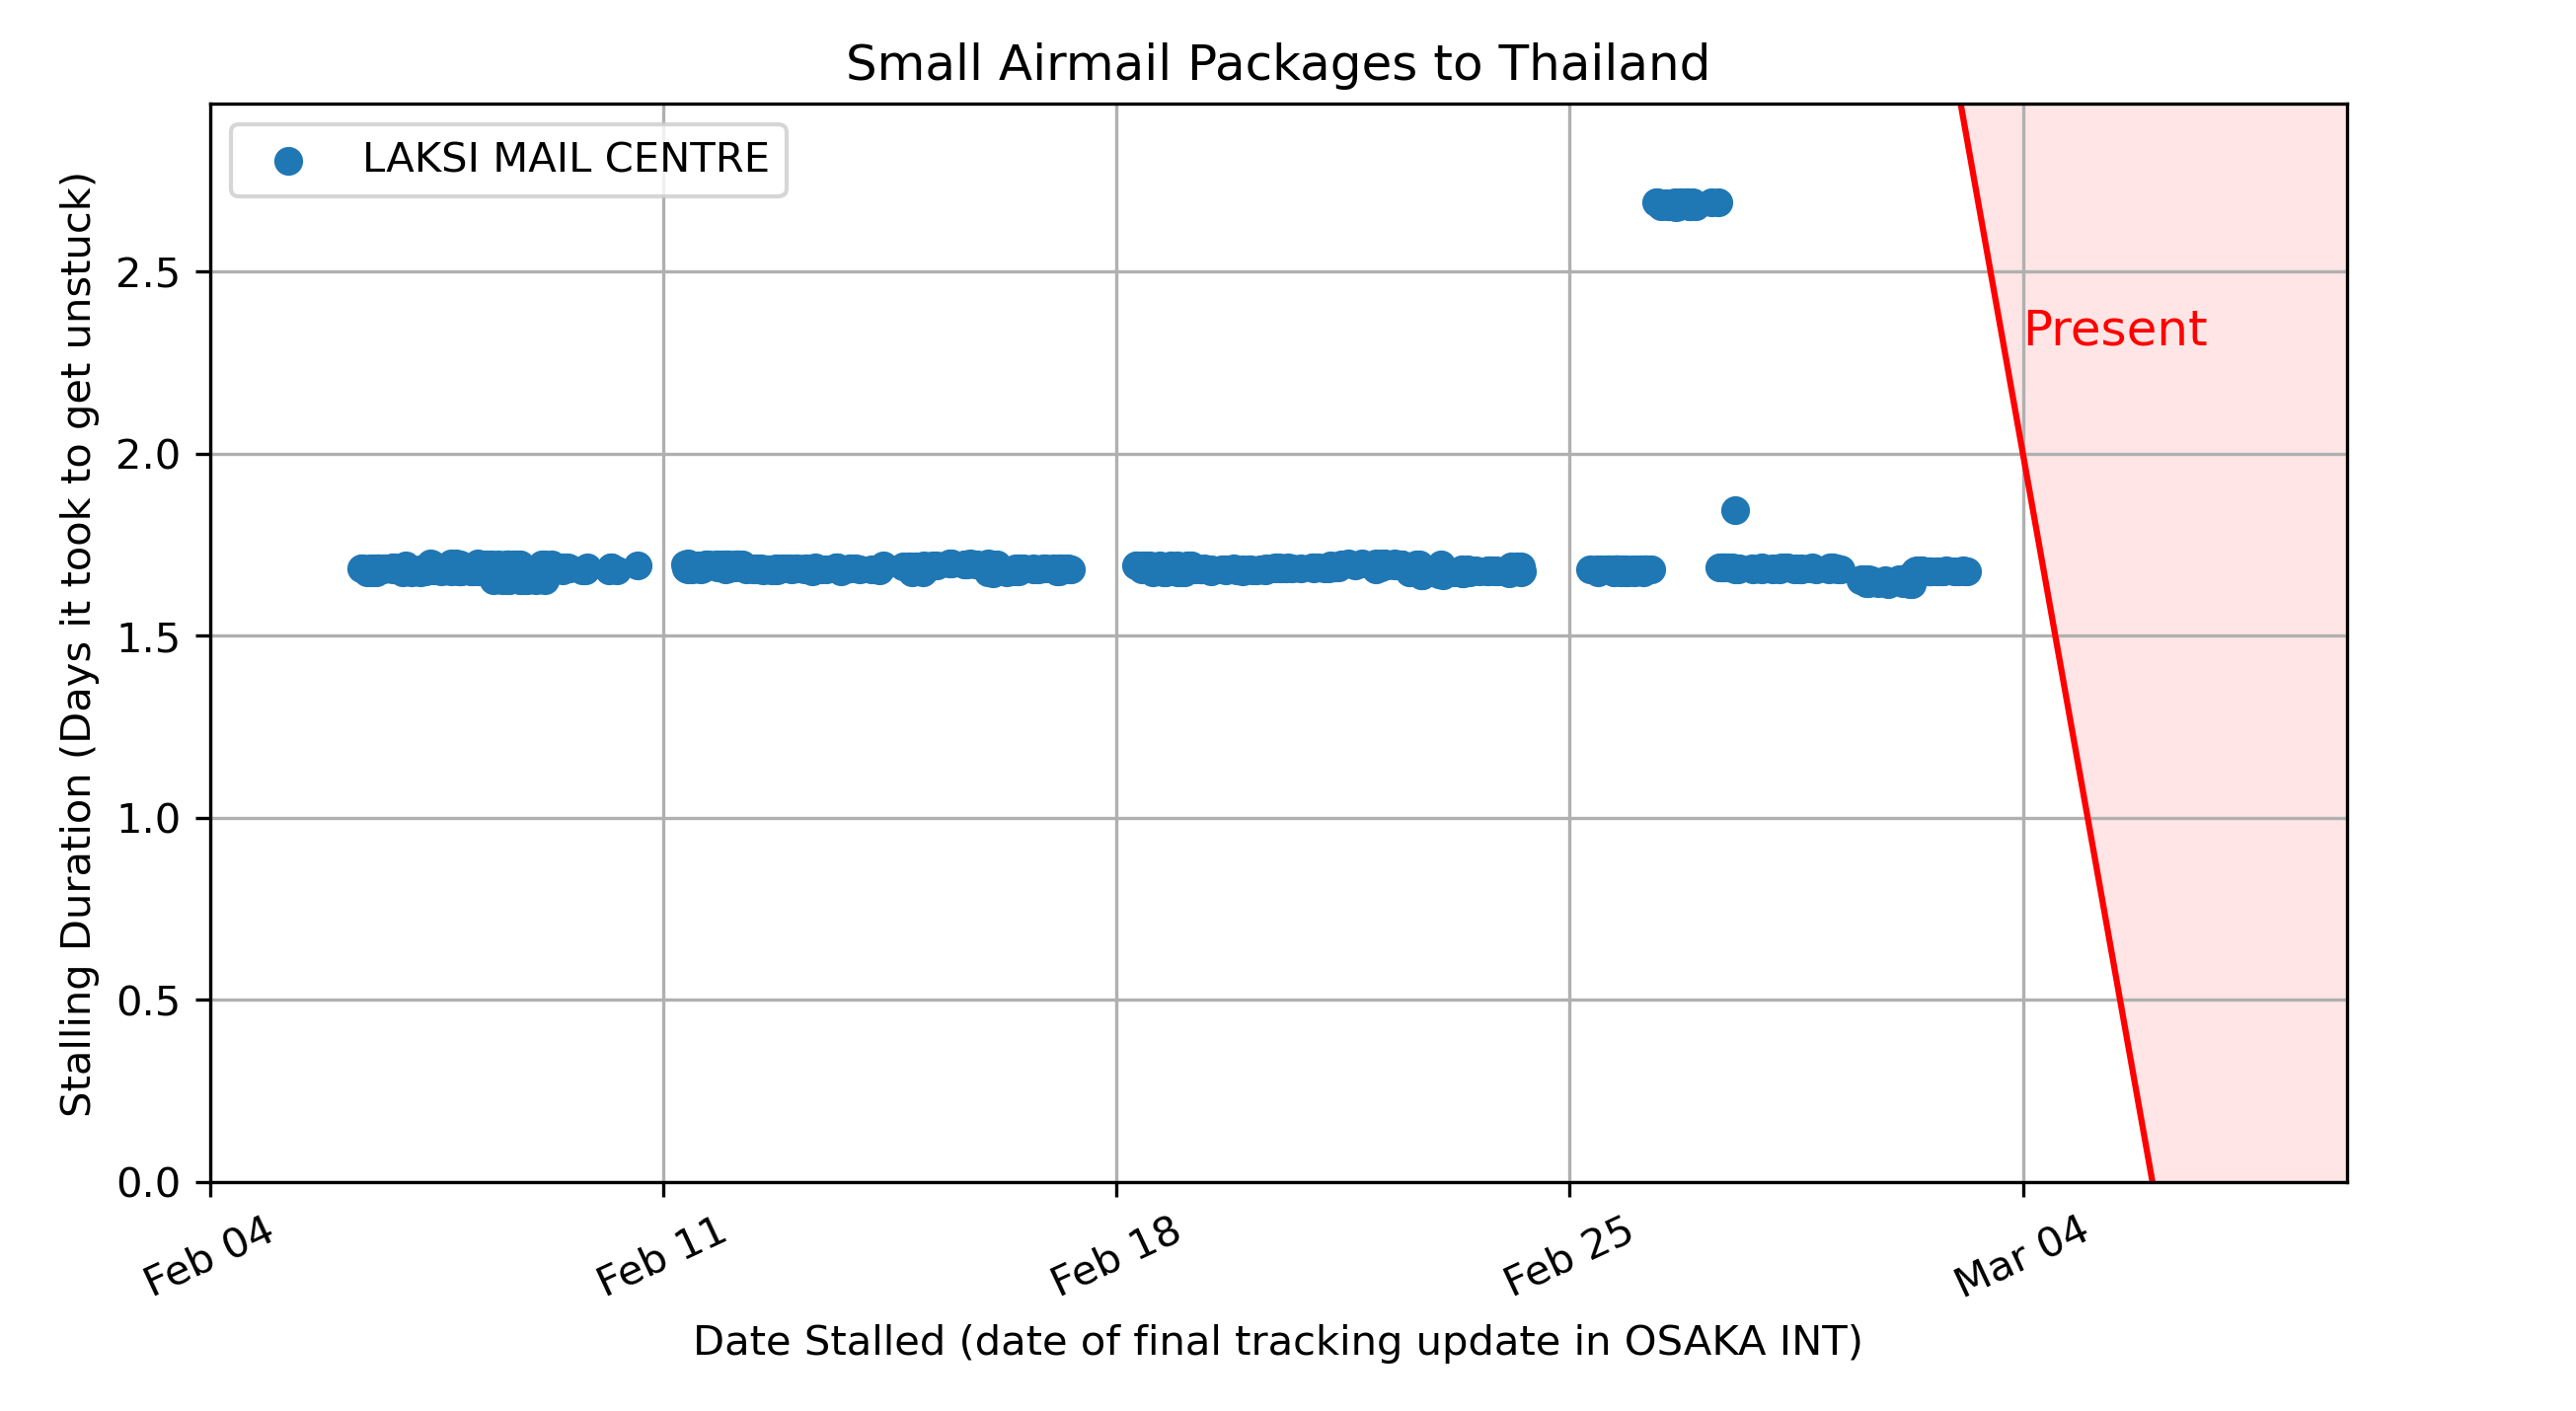 Small Airmail Packages to Thailand
LAKSI MAIL CENTRE
Present
Stalling Duration (Days it took to get unstuck)
2.5
2.0
1.5
1.0
0.5
0.0
Feb 04
Feb 11
Feb 18
Feb 25
Mar 04
Date Stalled (date of final tracking update in OSAKA INT)